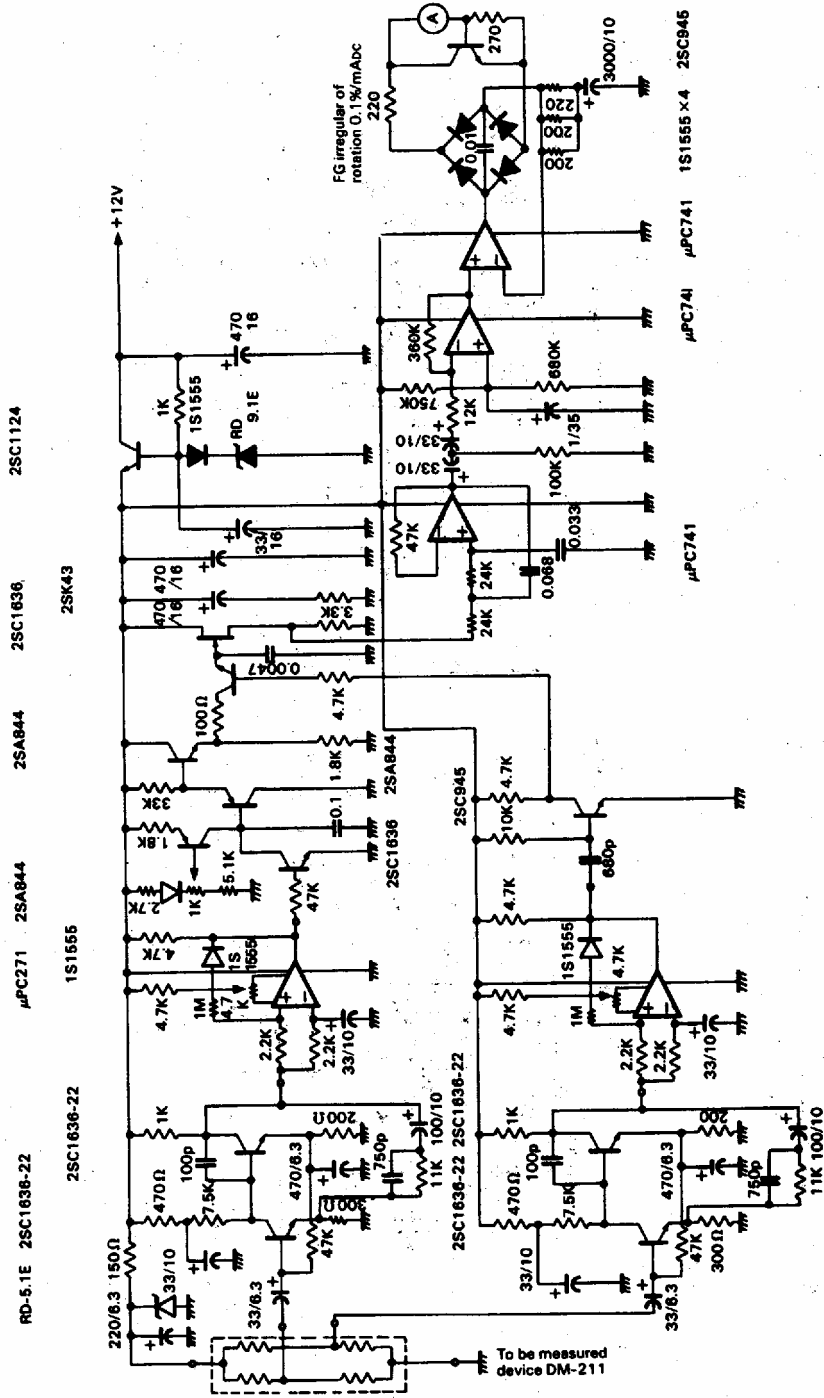 RD-5.1E
2SC1636-22
2SC1636-22
μPC271
1S1555
2SA844
2SA844
2SC1636
2SK43
2SC1124
220/6.3
33/10
150Ω
470Ω
7.5K
100p
1K
33/6.3
47K
300Ω
470/6.3
200Ω
750p
11K
100/10
2.2K
2.2K
33/10
4.7K
1M
4.7K
1S1555
4.7K
2.7K
1K
5.1K
47K
1.8K
33K
0.1
2SC1636
2SA844
1.8K
100Ω
4.7K
0.0047
3.3K
470/16
470/16
33/16
1K
1S1555
RD 9.1E
470 16
+12V
24K
24K
0.068
0.033
47K
33/10
33/10
100K
12K
1/35
750K
680K
360K
μPC741
μPC741
μPC741
FG irregular of
rotation 0.1%/mADC
220
A
270
0.01
200
200
220
3000/10
1S1555×4
2SC945
2SC1636-22
2SC1636-22
33/10
470Ω
7.5K
100p
1K
33/6.3
47K
300Ω
470/6.3
200
750p
11K
100/10
2.2K
2.2K
33/10
4.7K
1M
4.7K
1S1555
4.7K
680p
10K
4.7K
2SC945
To be measured
device DM-211